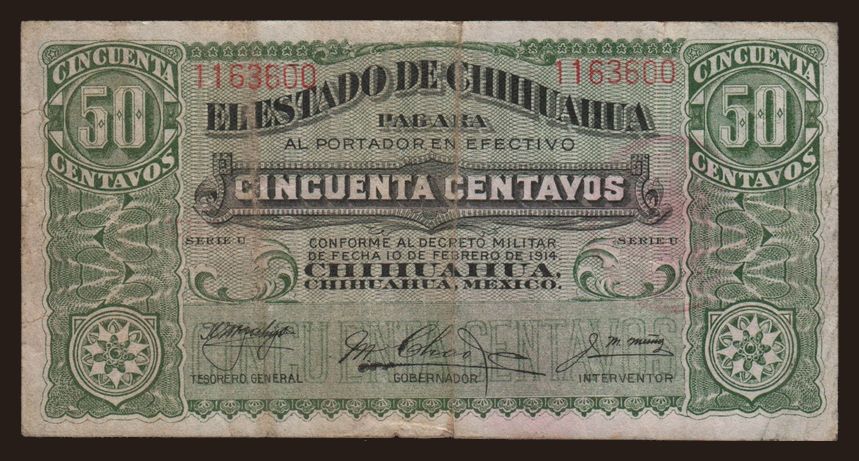 CINCUENTA
50
CENTAVOS
1163600
1163600
CINCUENTA
50
CENTAVOS
EL ESTADO DE CHIHUAHUA
PAGARA
AL PORTADOR EN EFECTIVO
CINCUENTA CENTAVOS
SERIE U
SERIE U
CONFORME AL DECRETO MILITAR
DE FECHA 10 DE FEBRERO DE 1914.
CHIHUAHUA,
CHIHUAHUA, MEXICO.
CINCUENTA CENTAVOS
TESORERO GENERAL
GOBERNADOR
INTERVENTOR